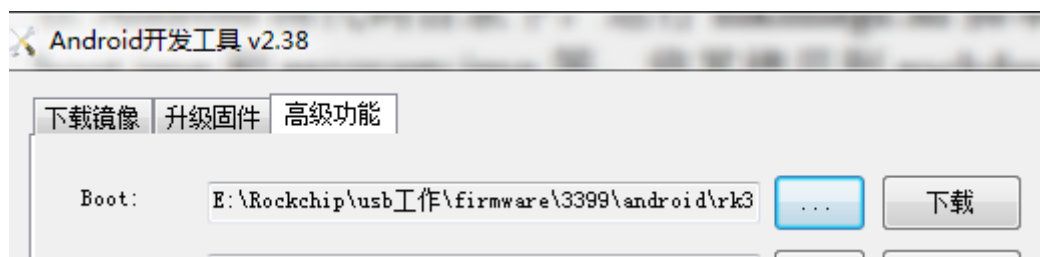 Android开发工具 v2.38
下载镜像 升级固件 高级功能
Boot: E:\Rockchip\usb工作\firmware\3399\android\rk3 ... 下载